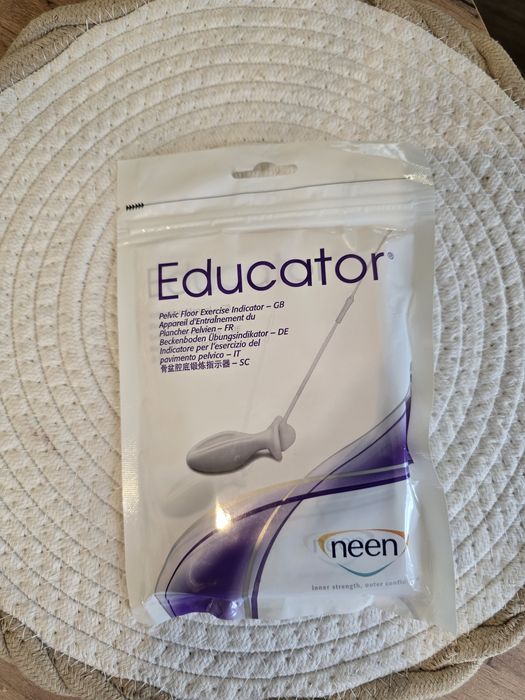 Educator®
Pelvic Floor Exercise Indicator – GB
Appareil d'Entraînement du
Plancher Pelvien – FR
Beckenboden Übungsindikator – DE
Indicatore per l'esercizio del
pavimento pelvico – IT
骨盆腔底锻炼指示器 – SC
neen
inner strength, outer confi